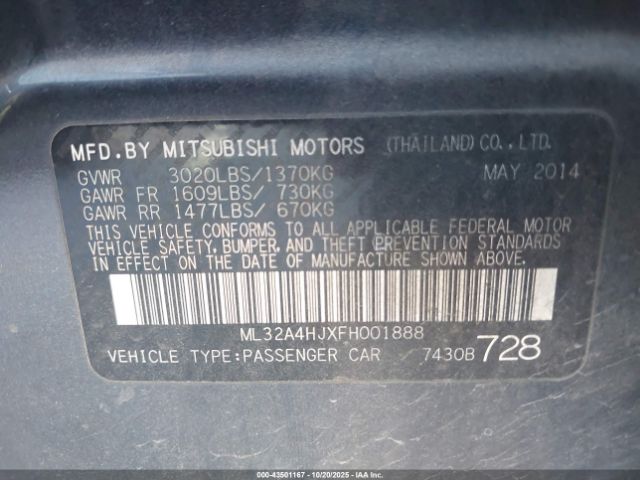 MFD. BY MITSUBISHI MOTORS (THAILAND) CO., LTD.
GVWR 3020LBS/1370KG MAY 2014
GAWR FR 1609LBS/ 730KG
GAWR RR 1477LBS/ 670KG
THIS VEHICLE CONFORMS TO ALL APPLICABLE FEDERAL MOTOR
VEHICLE SAFETY, BUMPER, AND THEFT PREVENTION STANDARDS
IN EFFECT ON THE DATE OF MANUFACTURE SHOWN ABOVE.
ML32A4HJXFH001888
VEHICLE TYPE:PASSENGER CAR 7430B 728
000-43501167 - 10/20/2025 - IAAI.com